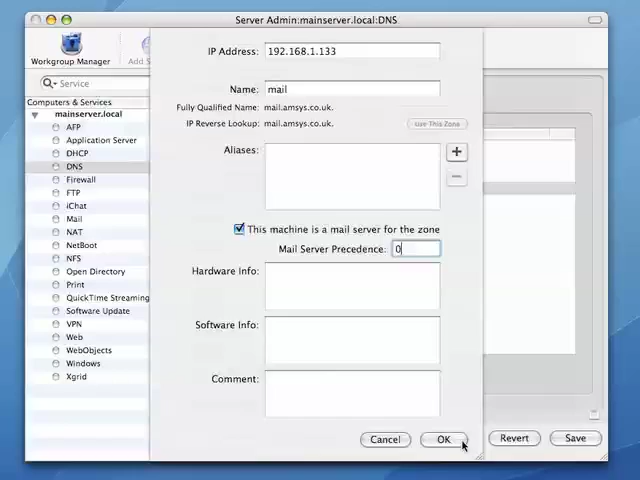 Server Admin:mainserver.local:DNS
Workgroup Manager
Add S
Service
Computers & Services
mainserver.local
AFP
Application Server
DHCP
DNS
Firewall
FTP
iChat
Mail
NAT
NetBoot
NFS
Open Directory
Print
QuickTime Streaming
Software Update
VPN
Web
WebObjects
Windows
Xgrid
IP Address: 192.168.1.133
Name: mail
Fully Qualified Name: mail.amsys.co.uk.
IP Reverse Lookup: mail.amsys.co.uk.
Use This Zone
Aliases:
This machine is a mail server for the zone
Mail Server Precedence: 0
Hardware Info:
Software Info:
Comment:
Cancel
OK
Revert
Save